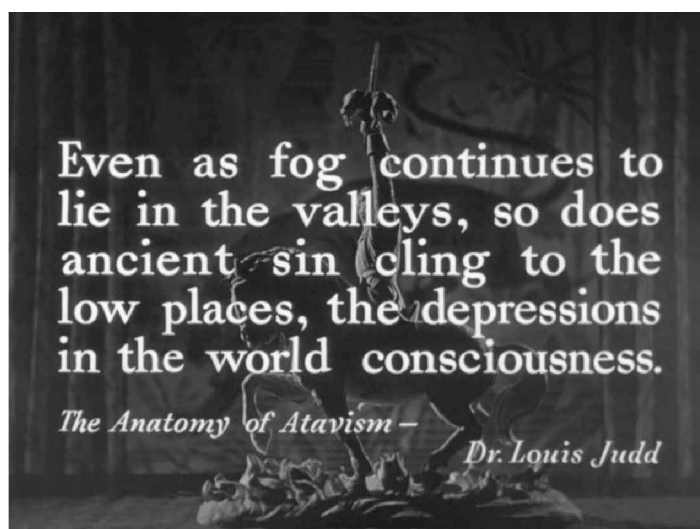 Even as fog continues to
lie in the valleys, so does
ancient sin cling to the
low places, the depressions
in the world consciousness.
The Anatomy of Atavism –
Dr. Louis Judd